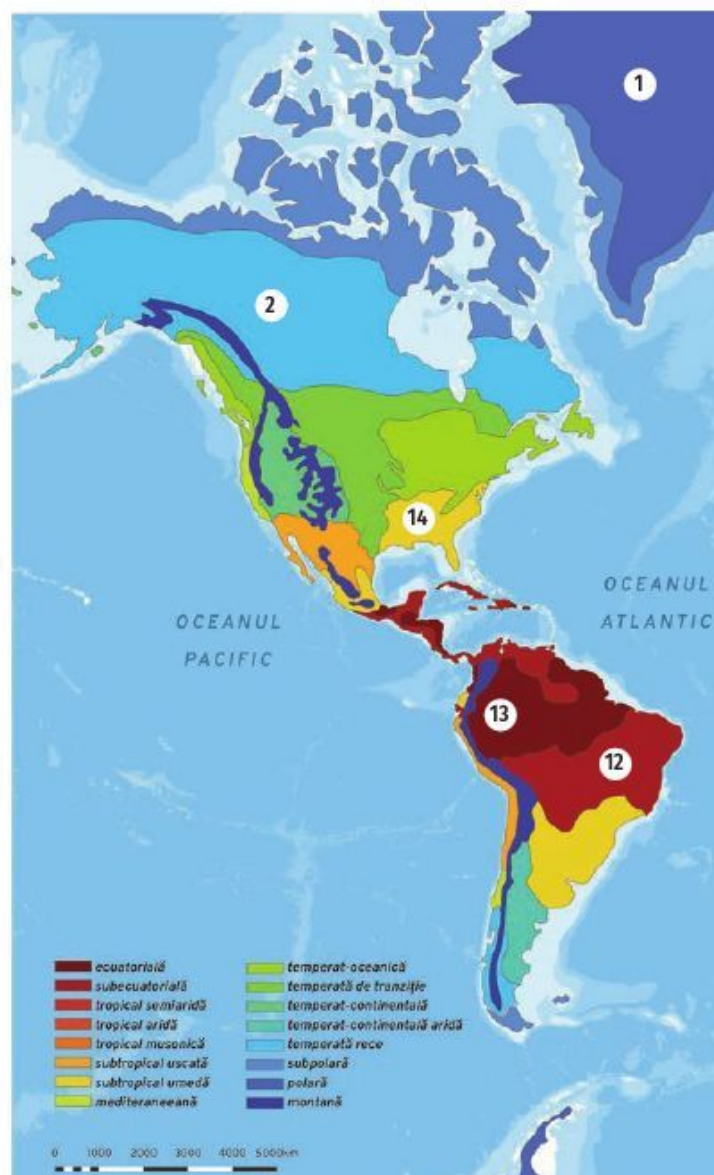 1
2
14
OCEANUL
PACIFIC
OCEANUL
ATLANTIC
13
12
ecuatorială
subecuatorială
tropical semiaridă
tropical aridă
tropical musonică
subtropical uscată
subtropical umedă
mediteraneeană
temperat-oceanică
temperată de tranziție
temperat-continentală
temperat-continentală aridă
temperată rece
subpolară
polară
montană
0 1000 2000 3000 4000 5000km